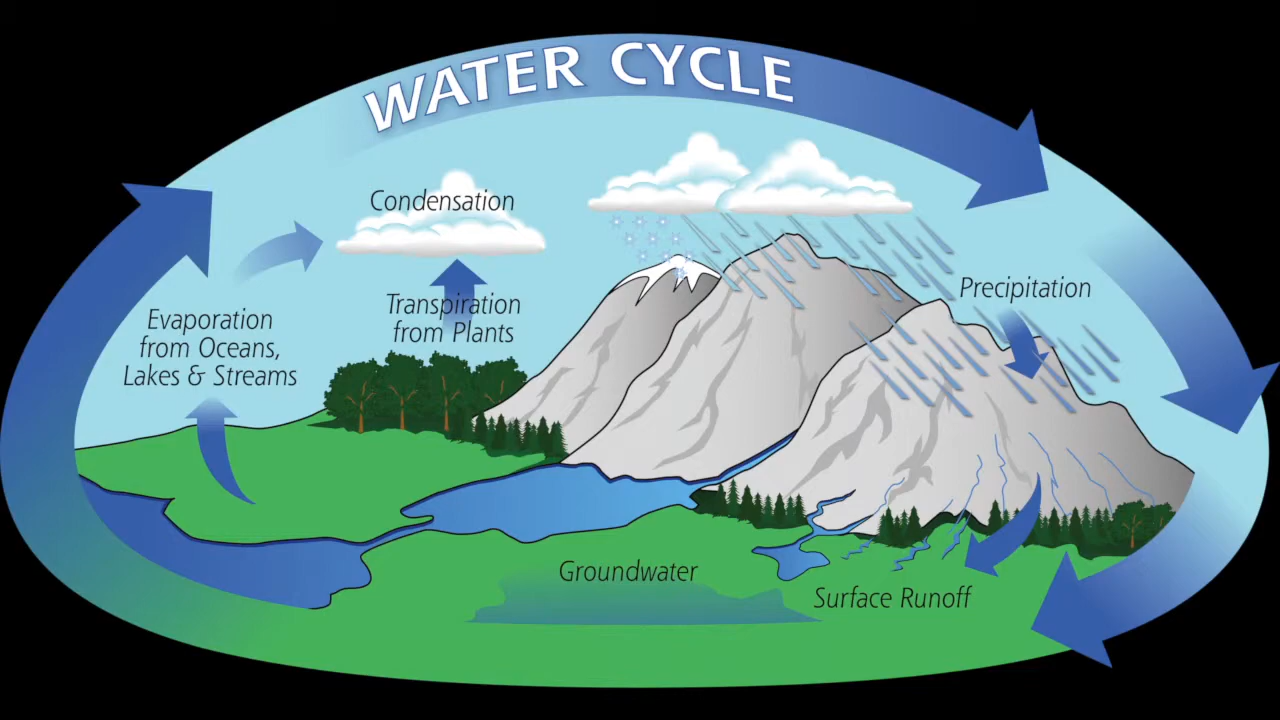 WATER CYCLE
Condensation
Precipitation
Transpiration
from Plants
Evaporation
from Oceans,
Lakes & Streams
Groundwater
Surface Runoff